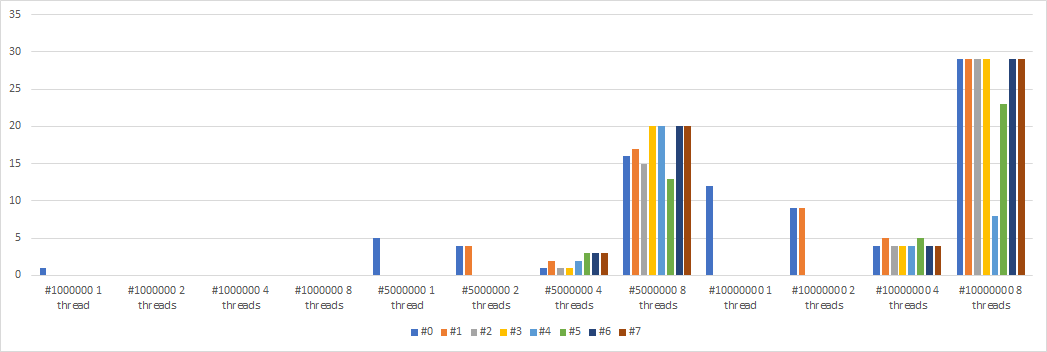 35
30
25
20
15
10
5
0
#1000000 1 thread
#1000000 2 threads
#1000000 4 threads
#1000000 8 threads
#5000000 1 thread
#5000000 2 threads
#5000000 4 threads
#5000000 8 threads
#10000000 1 thread
#10000000 2 threads
#10000000 4 threads
#10000000 8 threads
#0 #1 #2 #3 #4 #5 #6 #7